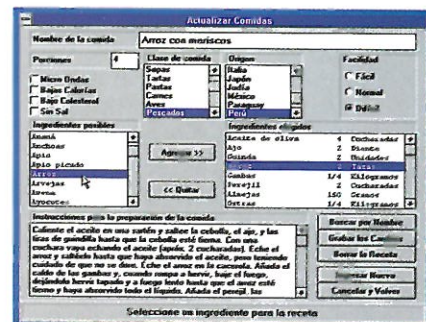 Actualizar Comidas
Nombre de la comida Arroz con mariscos
Porciones 4
Clase de comida
Origen
Facilidad
Micro Ondas
Bajas Calorías
Bajo Colesterol
Sin Sal
Sopas
Tartas
Pastas
Carnes
Aves
Pescados
Italia
Japón
Judía
México
Paraguay
Perú
Fácil
Normal
Difícil
Ingredientes posibles
Ananá
Anchoas
Apio
Apio picado
Arroz
Arvejas
Avena
Agregar >>
<< Quitar
Ingredientes elegidos
Aceite de oliva 4 Cucharadas
Ajo 2 Diente
Guinda 2 Unidades
Arroz 2 Tazas
Gambas 1/4 Kilogramos
Perejil 2 Cucharadas
Almejas 150 Gramos
Ostras 1/4 Kilogramos
Instrucciones para la preparación de la comida
Caliente el aceite en una sartén y saltee la cebolla, el ajo, y las
tiras de guindilla hasta que la cebolla esté tierna. Con una
cuchara vaya echando el aceite (aprox. 2 cucharadas). Eche el
arroz y saltéelo hasta que haya absorbido el aceite, pero teniendo
cuidado de que no se dore. Eche el arroz en la cacerola. Añada el
caldo de las gambas y, cuando rompa a hervir, baje el fuego,
dejándolo hervir tapado y a fuego lento hasta que el arroz esté
tierno y haya absorbido todo el líquido. Añada el perejil, las
Buscar por Nombre
Grabar los Cambios
Borrar la Receta
Ingresar Nuevo
Cancelar y Volver
Seleccione un ingrediente para la receta